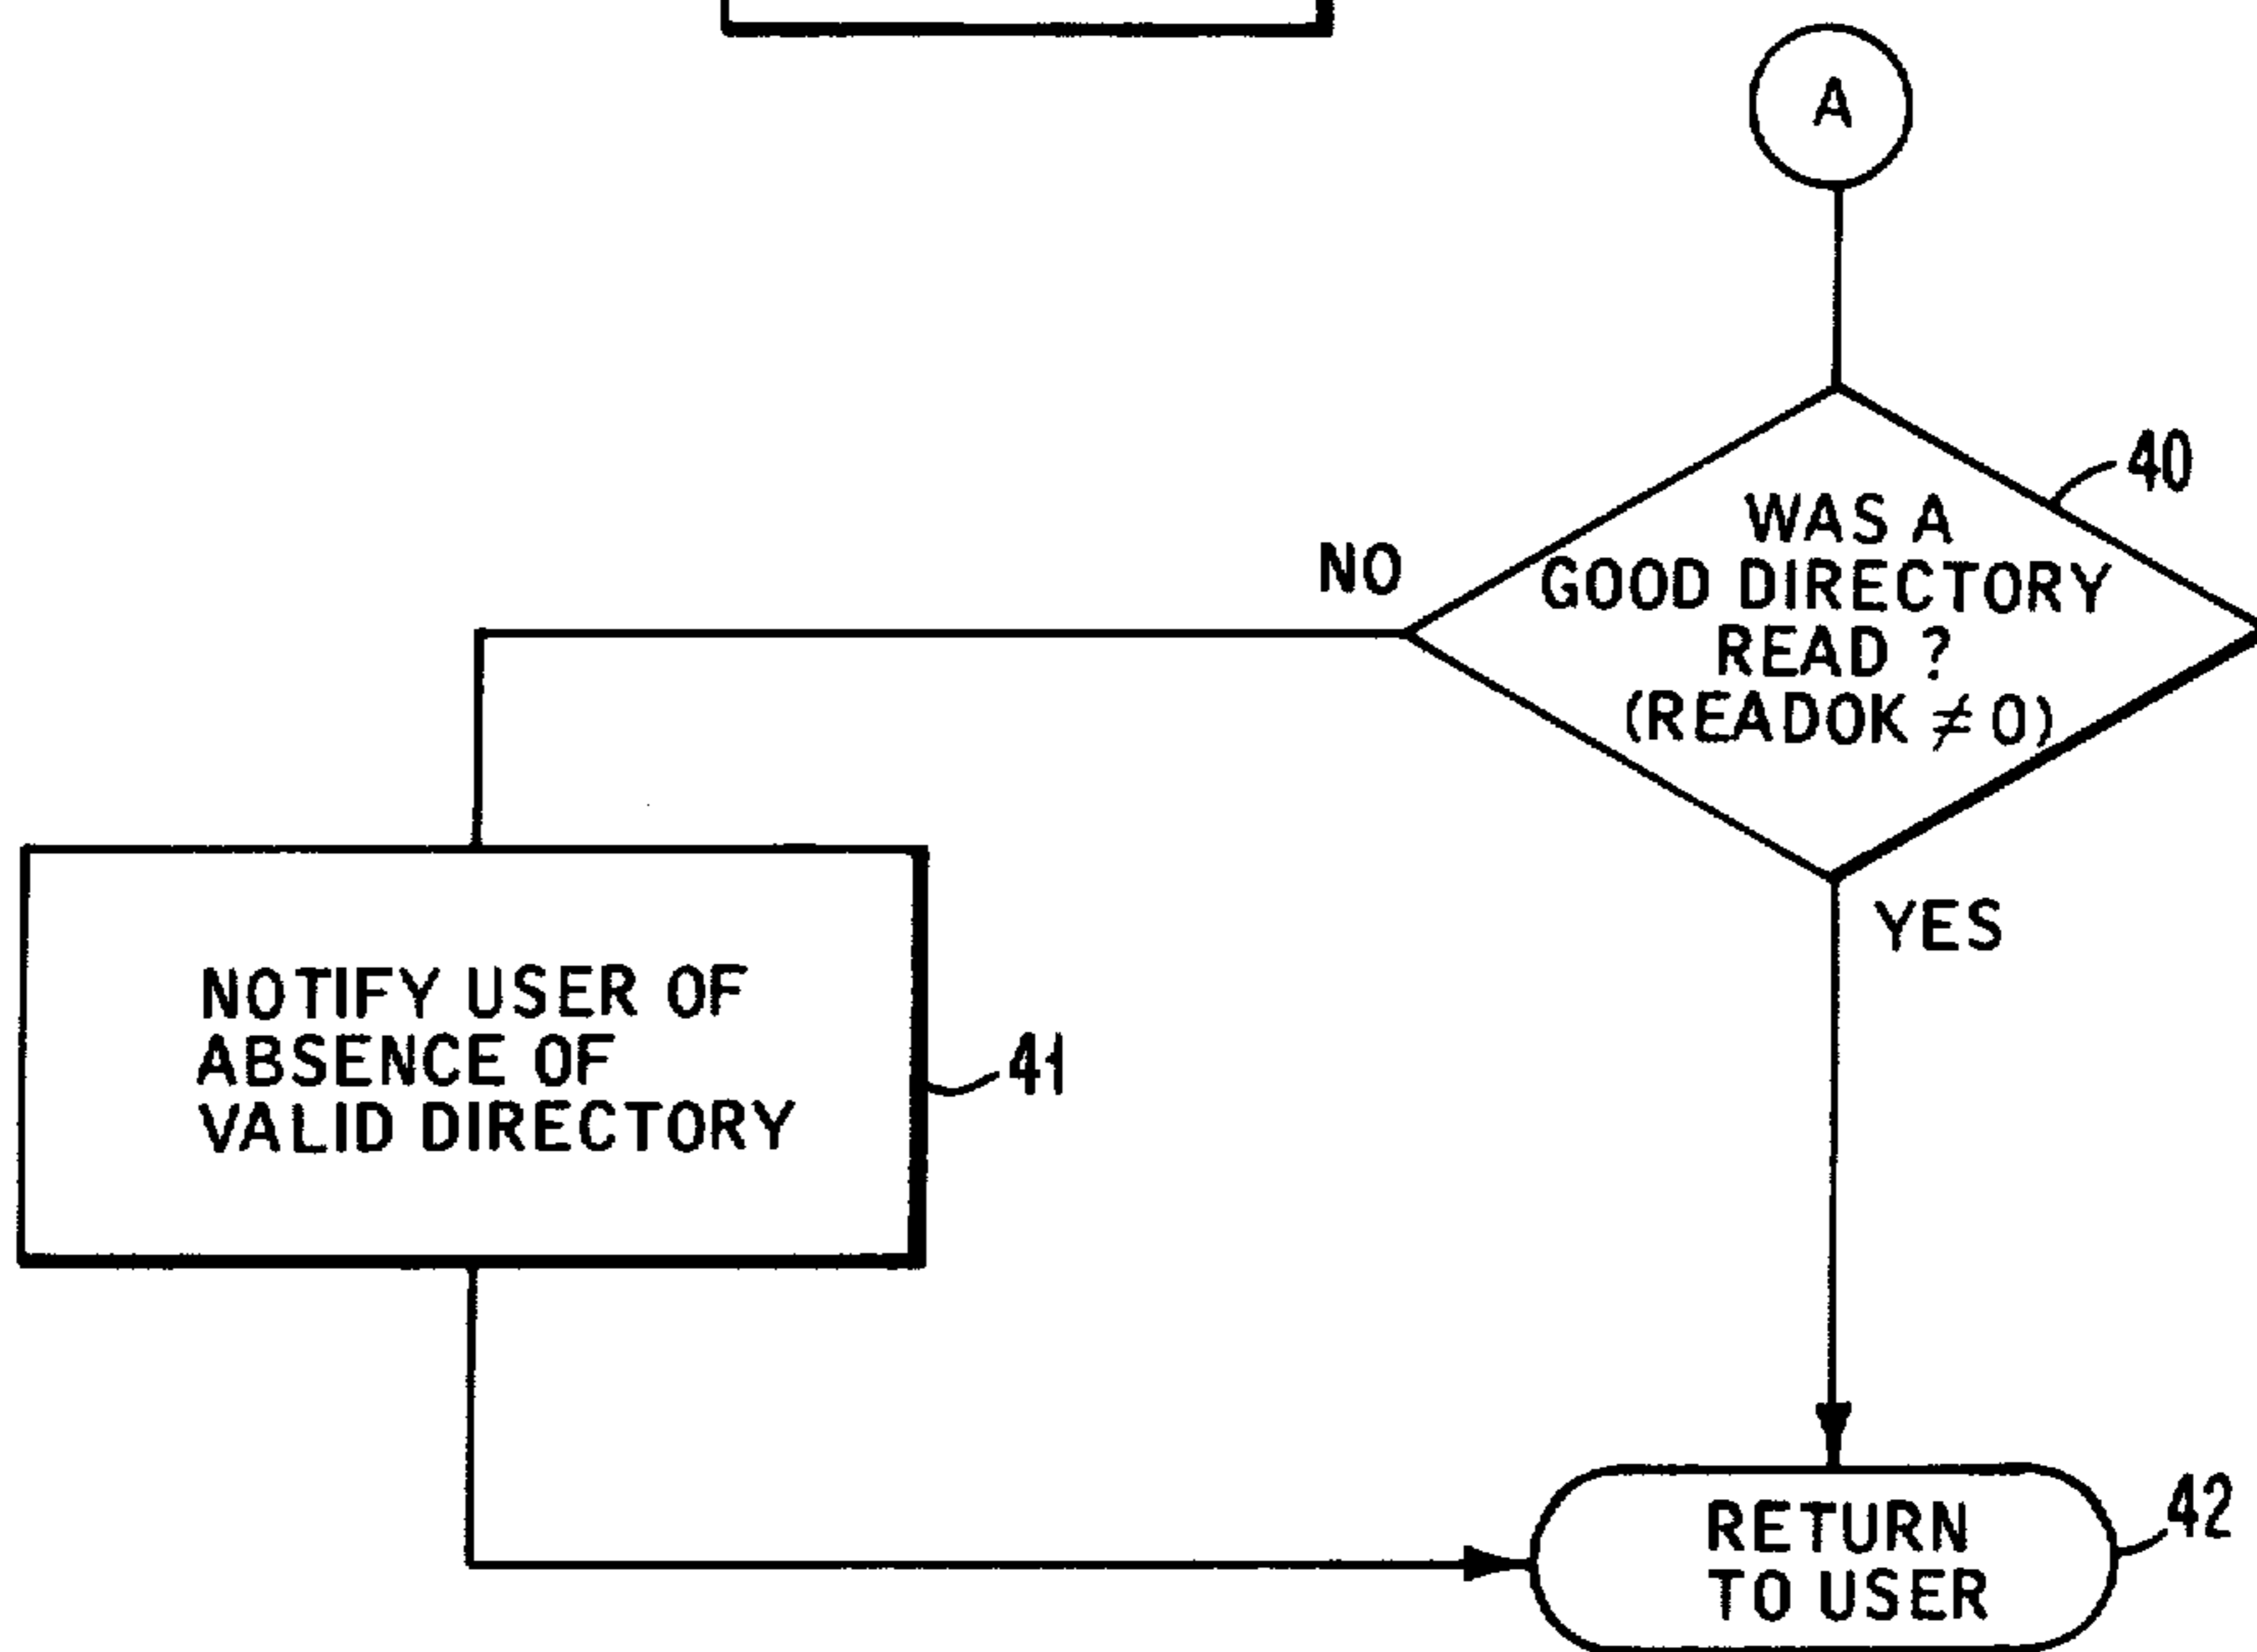 A
40
WAS A
GOOD DIRECTORY
READ ?
(READOK ≠ 0)
NO
YES
NOTIFY USER OF
ABSENCE OF
VALID DIRECTORY
41
RETURN
TO USER
42